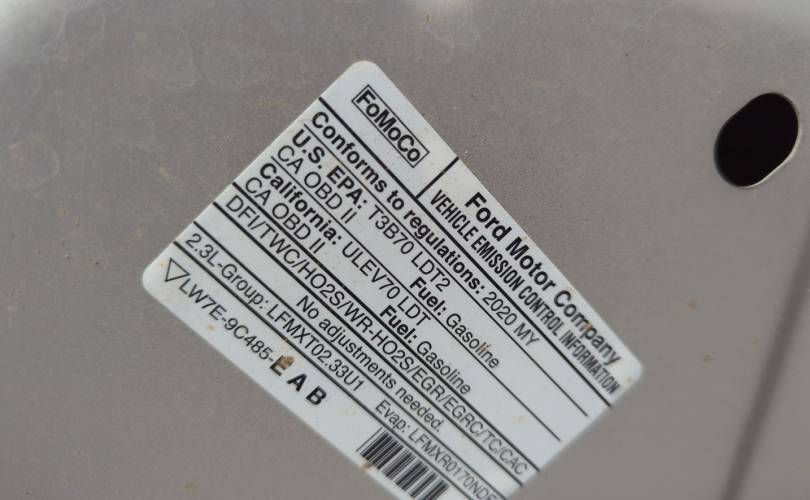 FoMoCo
Ford Motor Company
VEHICLE EMISSION CONTROL INFORMATION
Conforms to regulations: 2020 MY
U.S. EPA: T3B70 LDT2 Fuel: Gasoline
CA OBD II
California: ULEV70 LDT Fuel: Gasoline
CA OBD II
DFI/TWC/HO2S/WR-HO2S/EGR/EGRC/TC/CAC
No adjustments needed.
2.3L-Group: LFMXT02.33U1 Evap: LFMXR0170NDF
LW7E-9C485-E A B